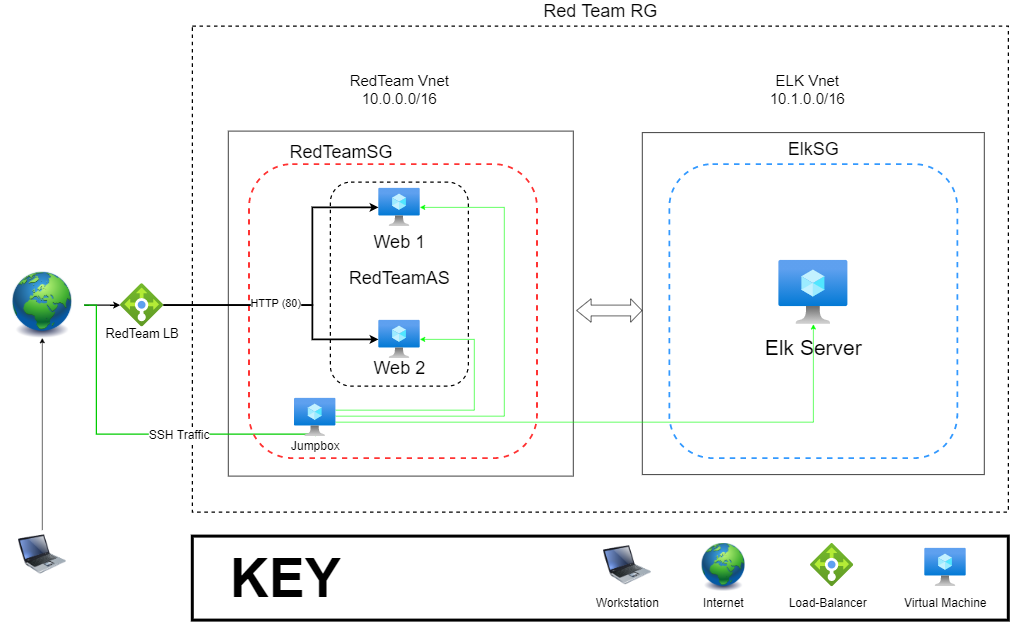 Red Team RG
RedTeam Vnet
10.0.0.0/16
ELK Vnet
10.1.0.0/16
RedTeamSG
ElkSG
Web 1
RedTeamAS
HTTP (80)
RedTeam LB
Web 2
Elk Server
SSH Traffic
Jumpbox
KEY
Workstation
Internet
Load-Balancer
Virtual Machine